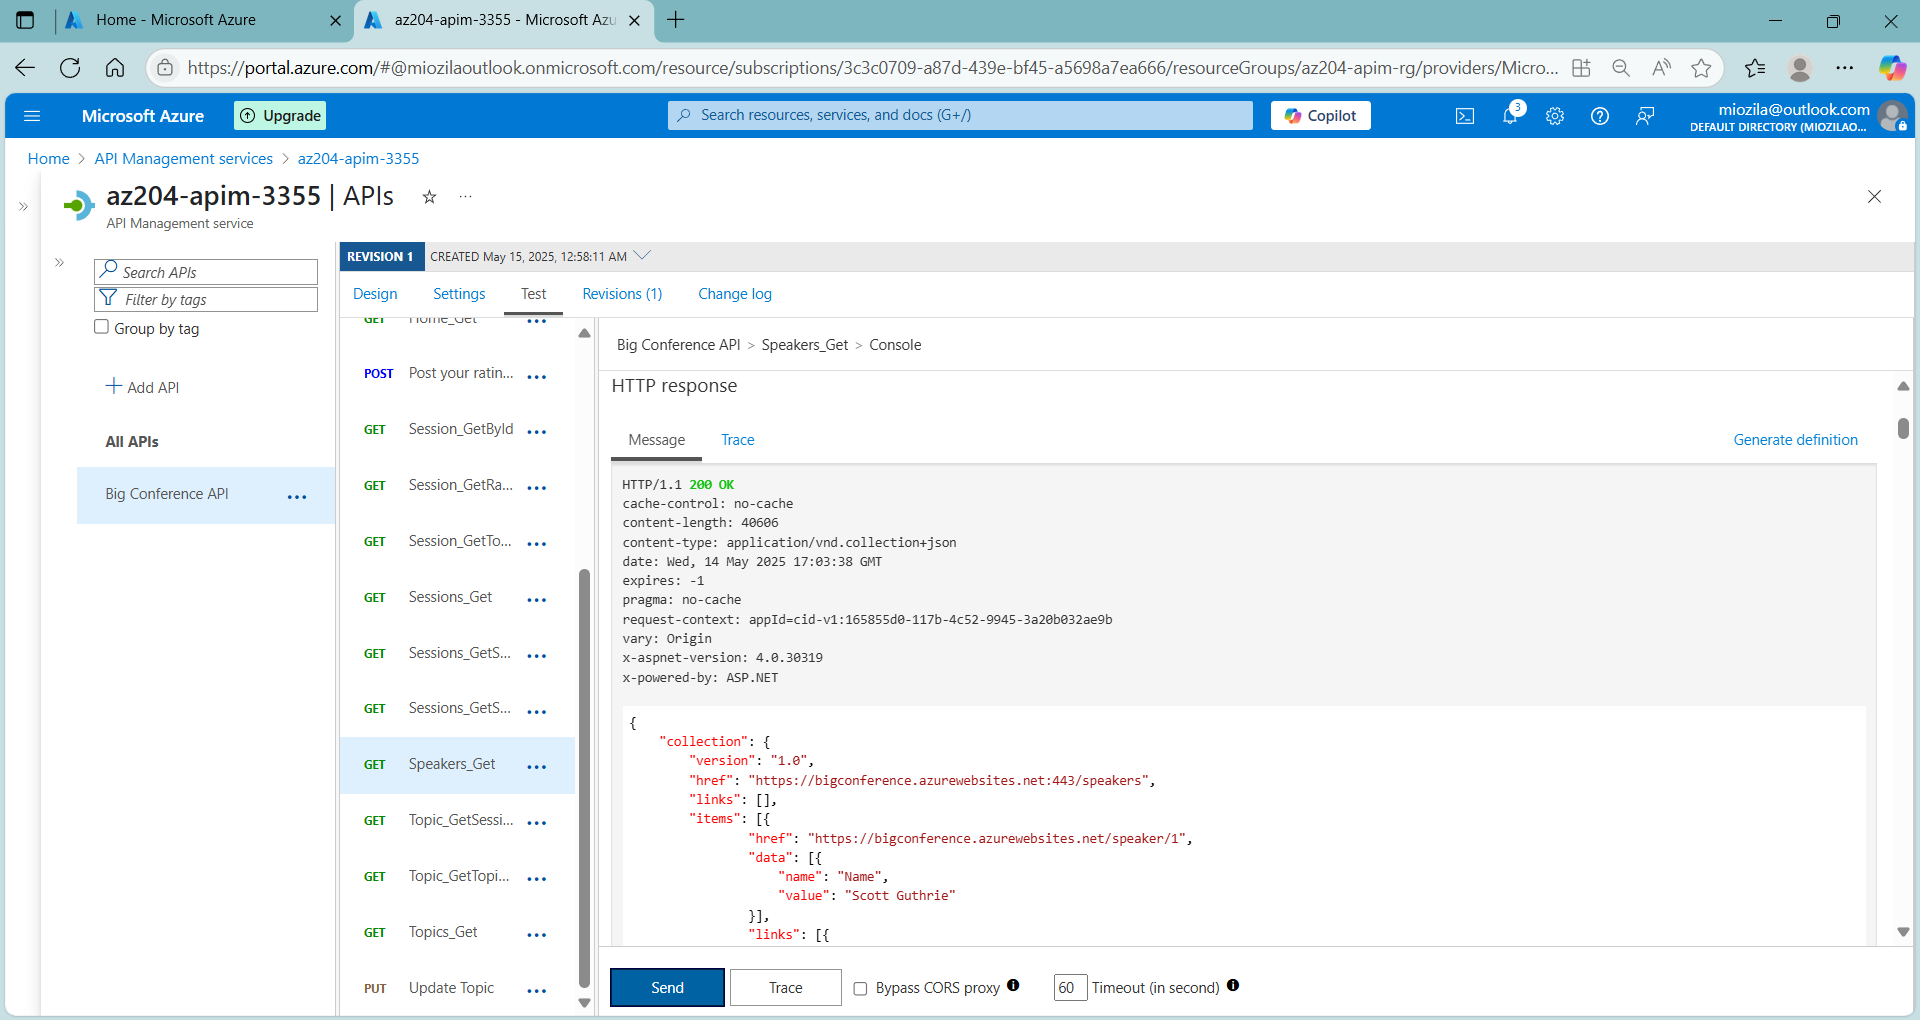 Home - Microsoft Azure
az204-apim-3355 - Microsoft Azu
https://portal.azure.com/#@miozilaoutlook.onmicrosoft.com/resource/subscriptions/3c3c0709-a87d-439e-bf45-a5698a7ea666/resourceGroups/az204-apim-rg/providers/Micro...
Microsoft Azure
Upgrade
Search resources, services, and docs (G+/)
Copilot
3
miozila@outlook.com
DEFAULT DIRECTORY (MIOZILAO...
Home > API Management services > az204-apim-3355
az204-apim-3355 | APIs
API Management service
Search APIs
Filter by tags
Group by tag
+ Add API
All APIs
Big Conference API
REVISION 1 CREATED May 15, 2025, 12:58:11 AM
Design Settings Test Revisions (1) Change log
GET Home_Get
POST Post your ratin...
GET Session_GetById
GET Session_GetRa...
GET Session_GetTo...
GET Sessions_Get
GET Sessions_GetS...
GET Sessions_GetS...
GET Speakers_Get
GET Topic_GetSessi...
GET Topic_GetTopi...
GET Topics_Get
PUT Update Topic
Big Conference API > Speakers_Get > Console
HTTP response
Message Trace Generate definition
HTTP/1.1 200 OK
cache-control: no-cache
content-length: 40606
content-type: application/vnd.collection+json
date: Wed, 14 May 2025 17:03:38 GMT
expires: -1
pragma: no-cache
request-context: appId=cid-v1:165855d0-117b-4c52-9945-3a20b032ae9b
vary: Origin
x-aspnet-version: 4.0.30319
x-powered-by: ASP.NET
{
"collection": {
"version": "1.0",
"href": "https://bigconference.azurewebsites.net:443/speakers",
"links": [],
"items": [{
"href": "https://bigconference.azurewebsites.net/speaker/1",
"data": [{
"name": "Name",
"value": "Scott Guthrie"
}],
"links": [{
Send Trace Bypass CORS proxy 60 Timeout (in second)